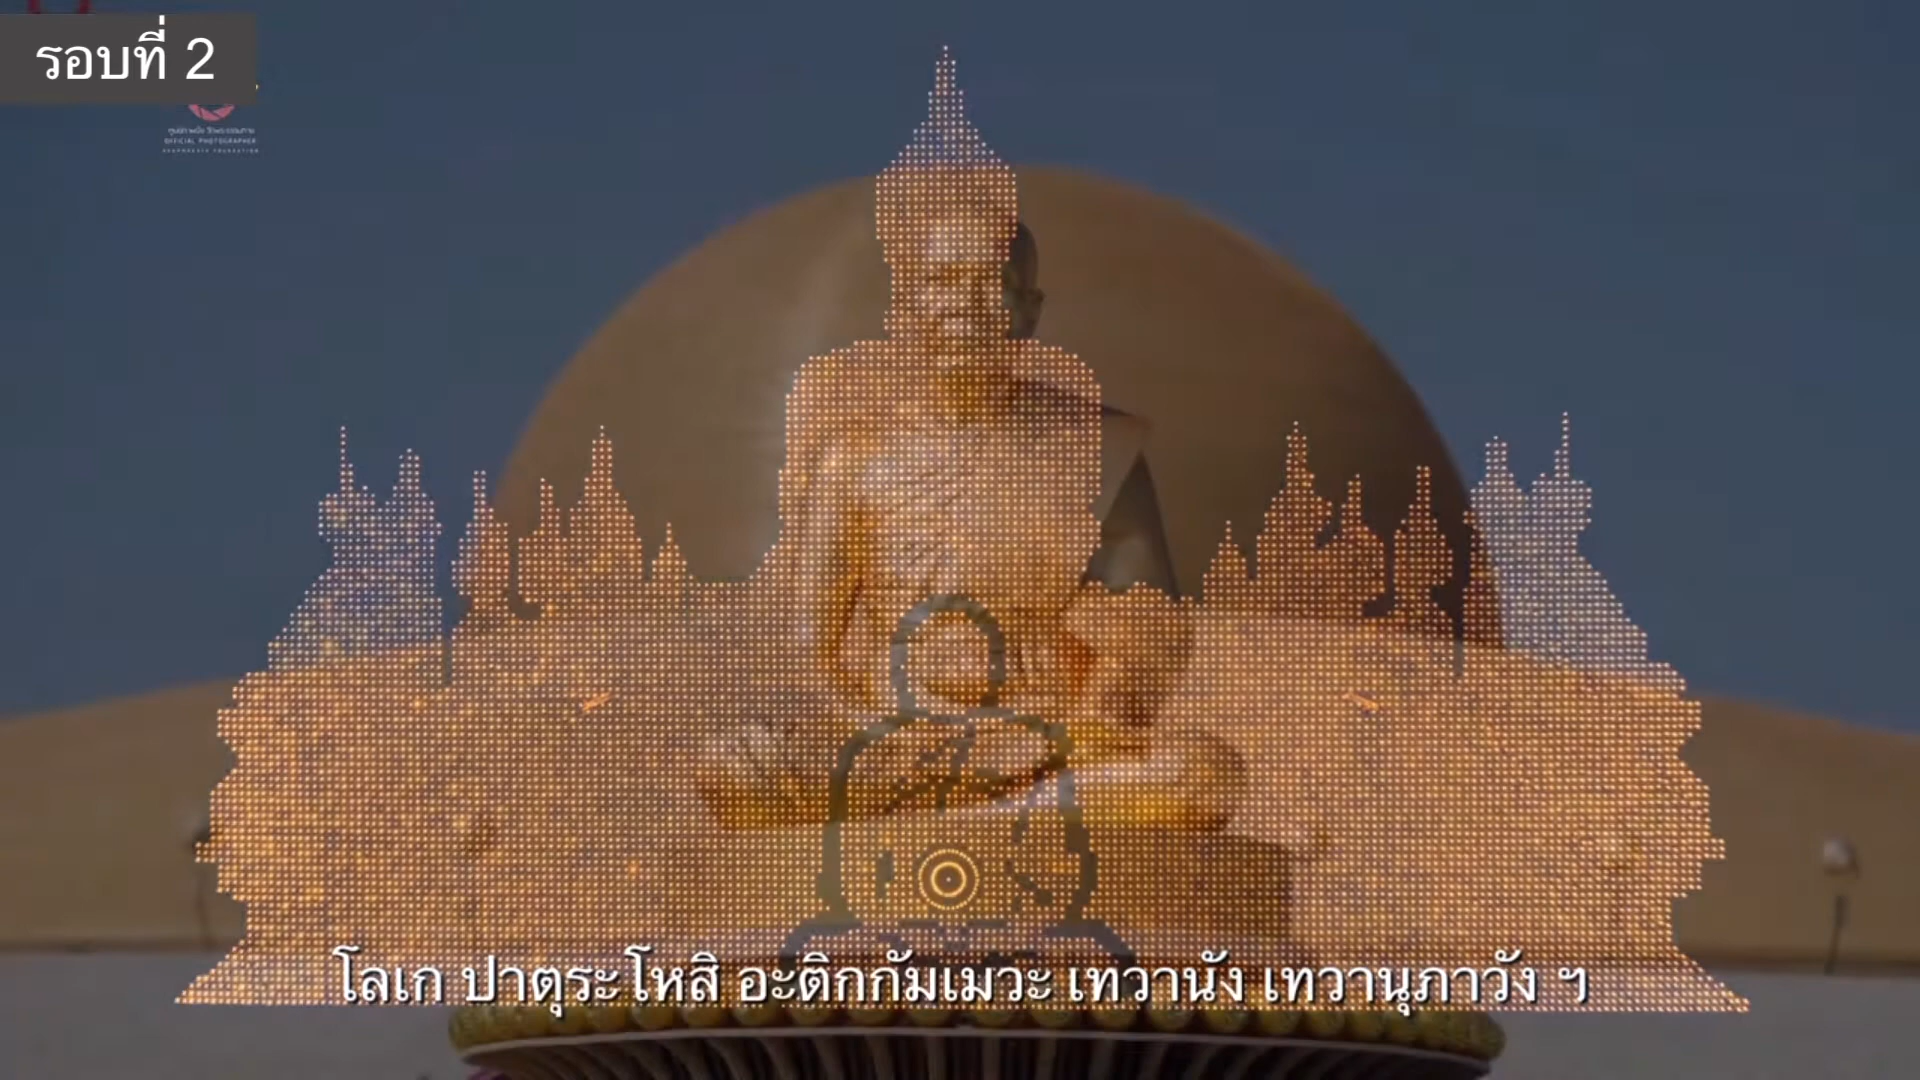 รอบที่ 2
OFFICIAL PHOTOGRAPHER
โลเก ปาตุระโหสิ อะติกกัมเมวะ เทวานัง เทวานุภาวัง ฯ